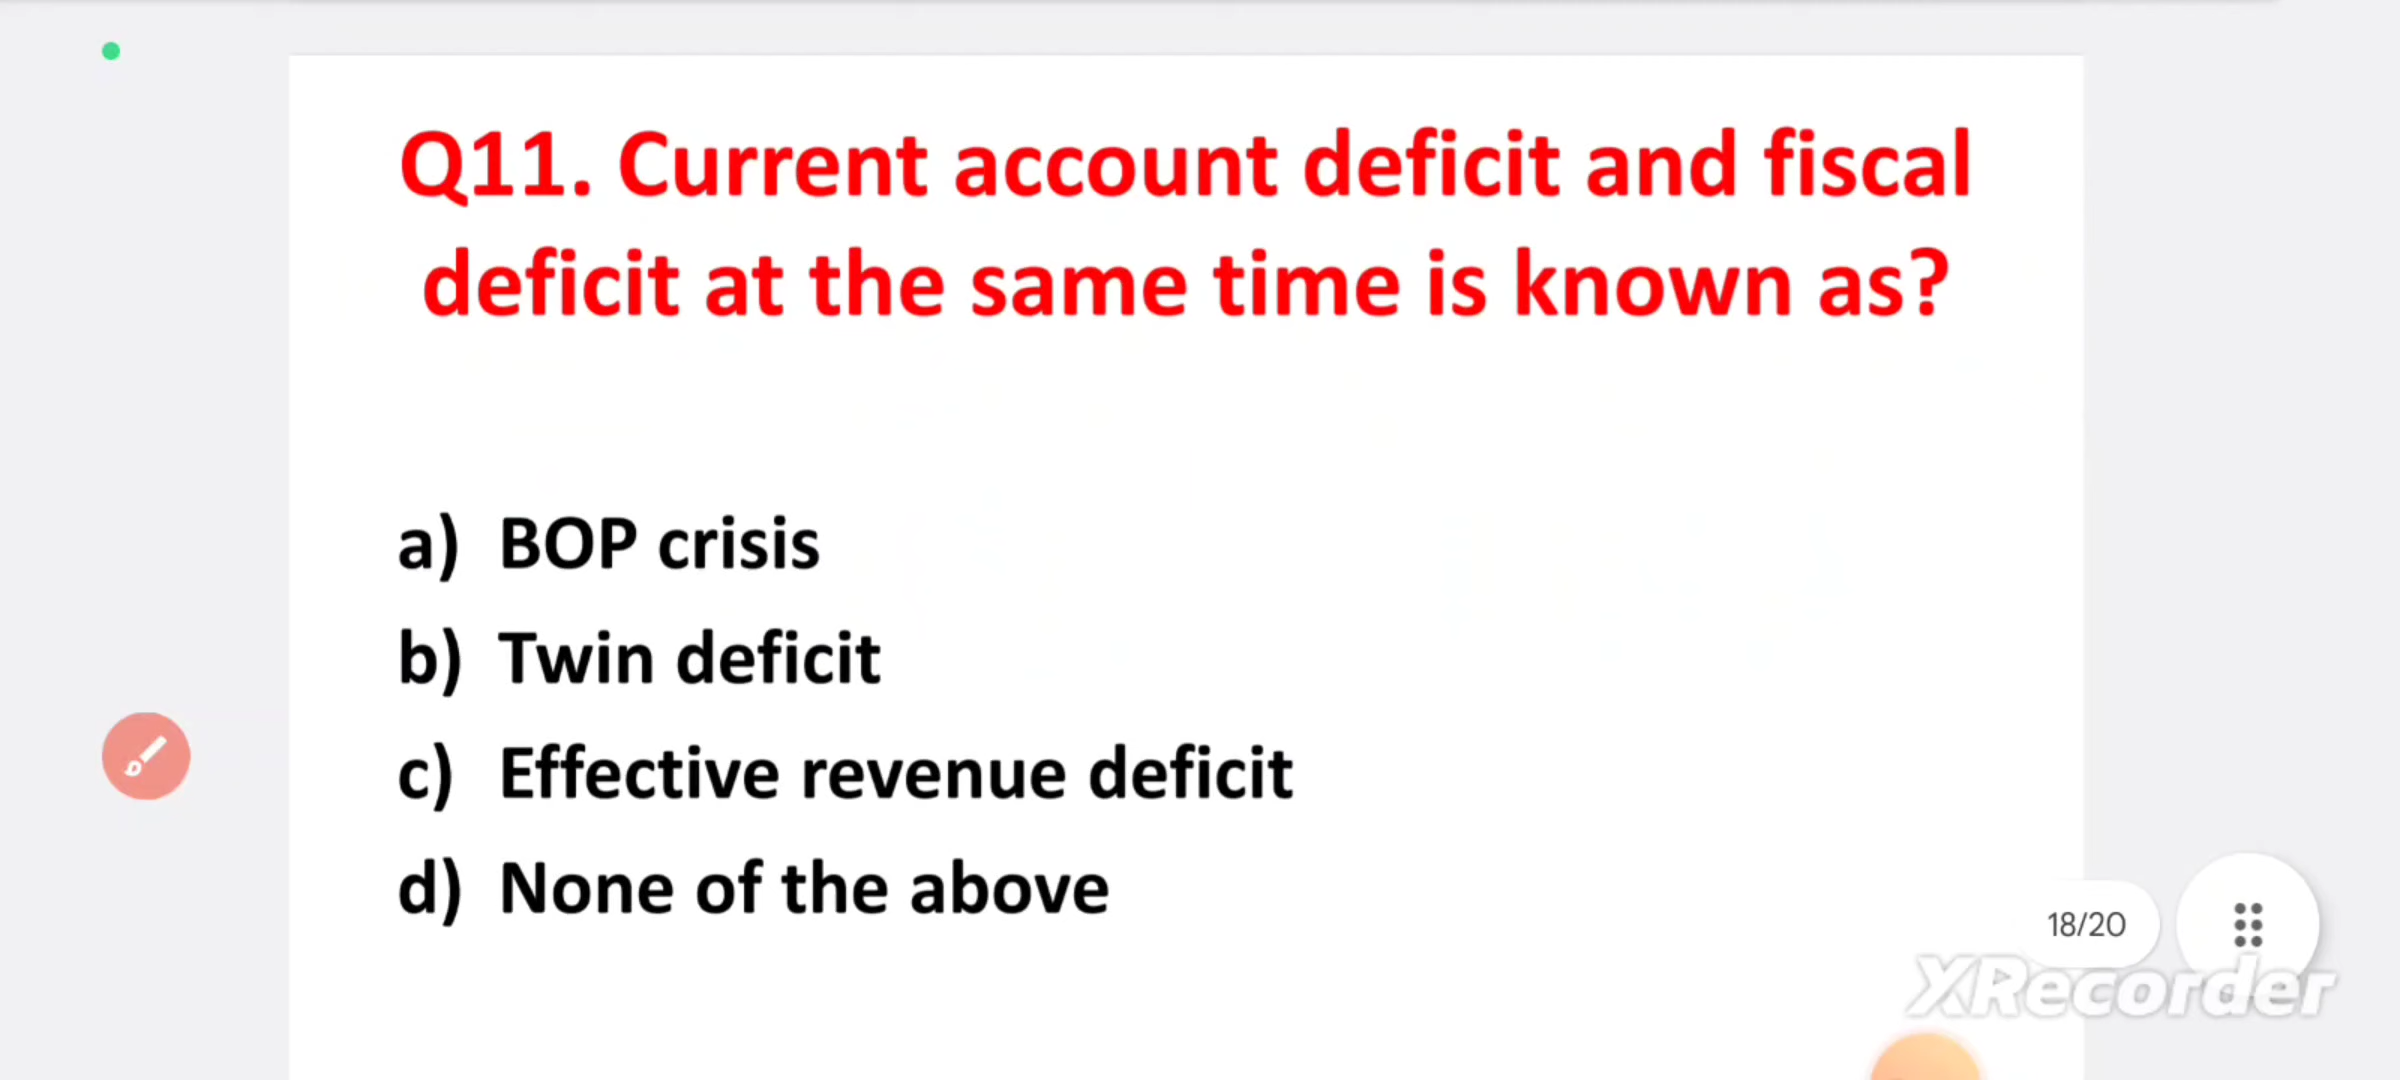 Q11. Current account deficit and fiscal
deficit at the same time is known as?
a) BOP crisis
b) Twin deficit
c) Effective revenue deficit
d) None of the above
18/20
XRecorder